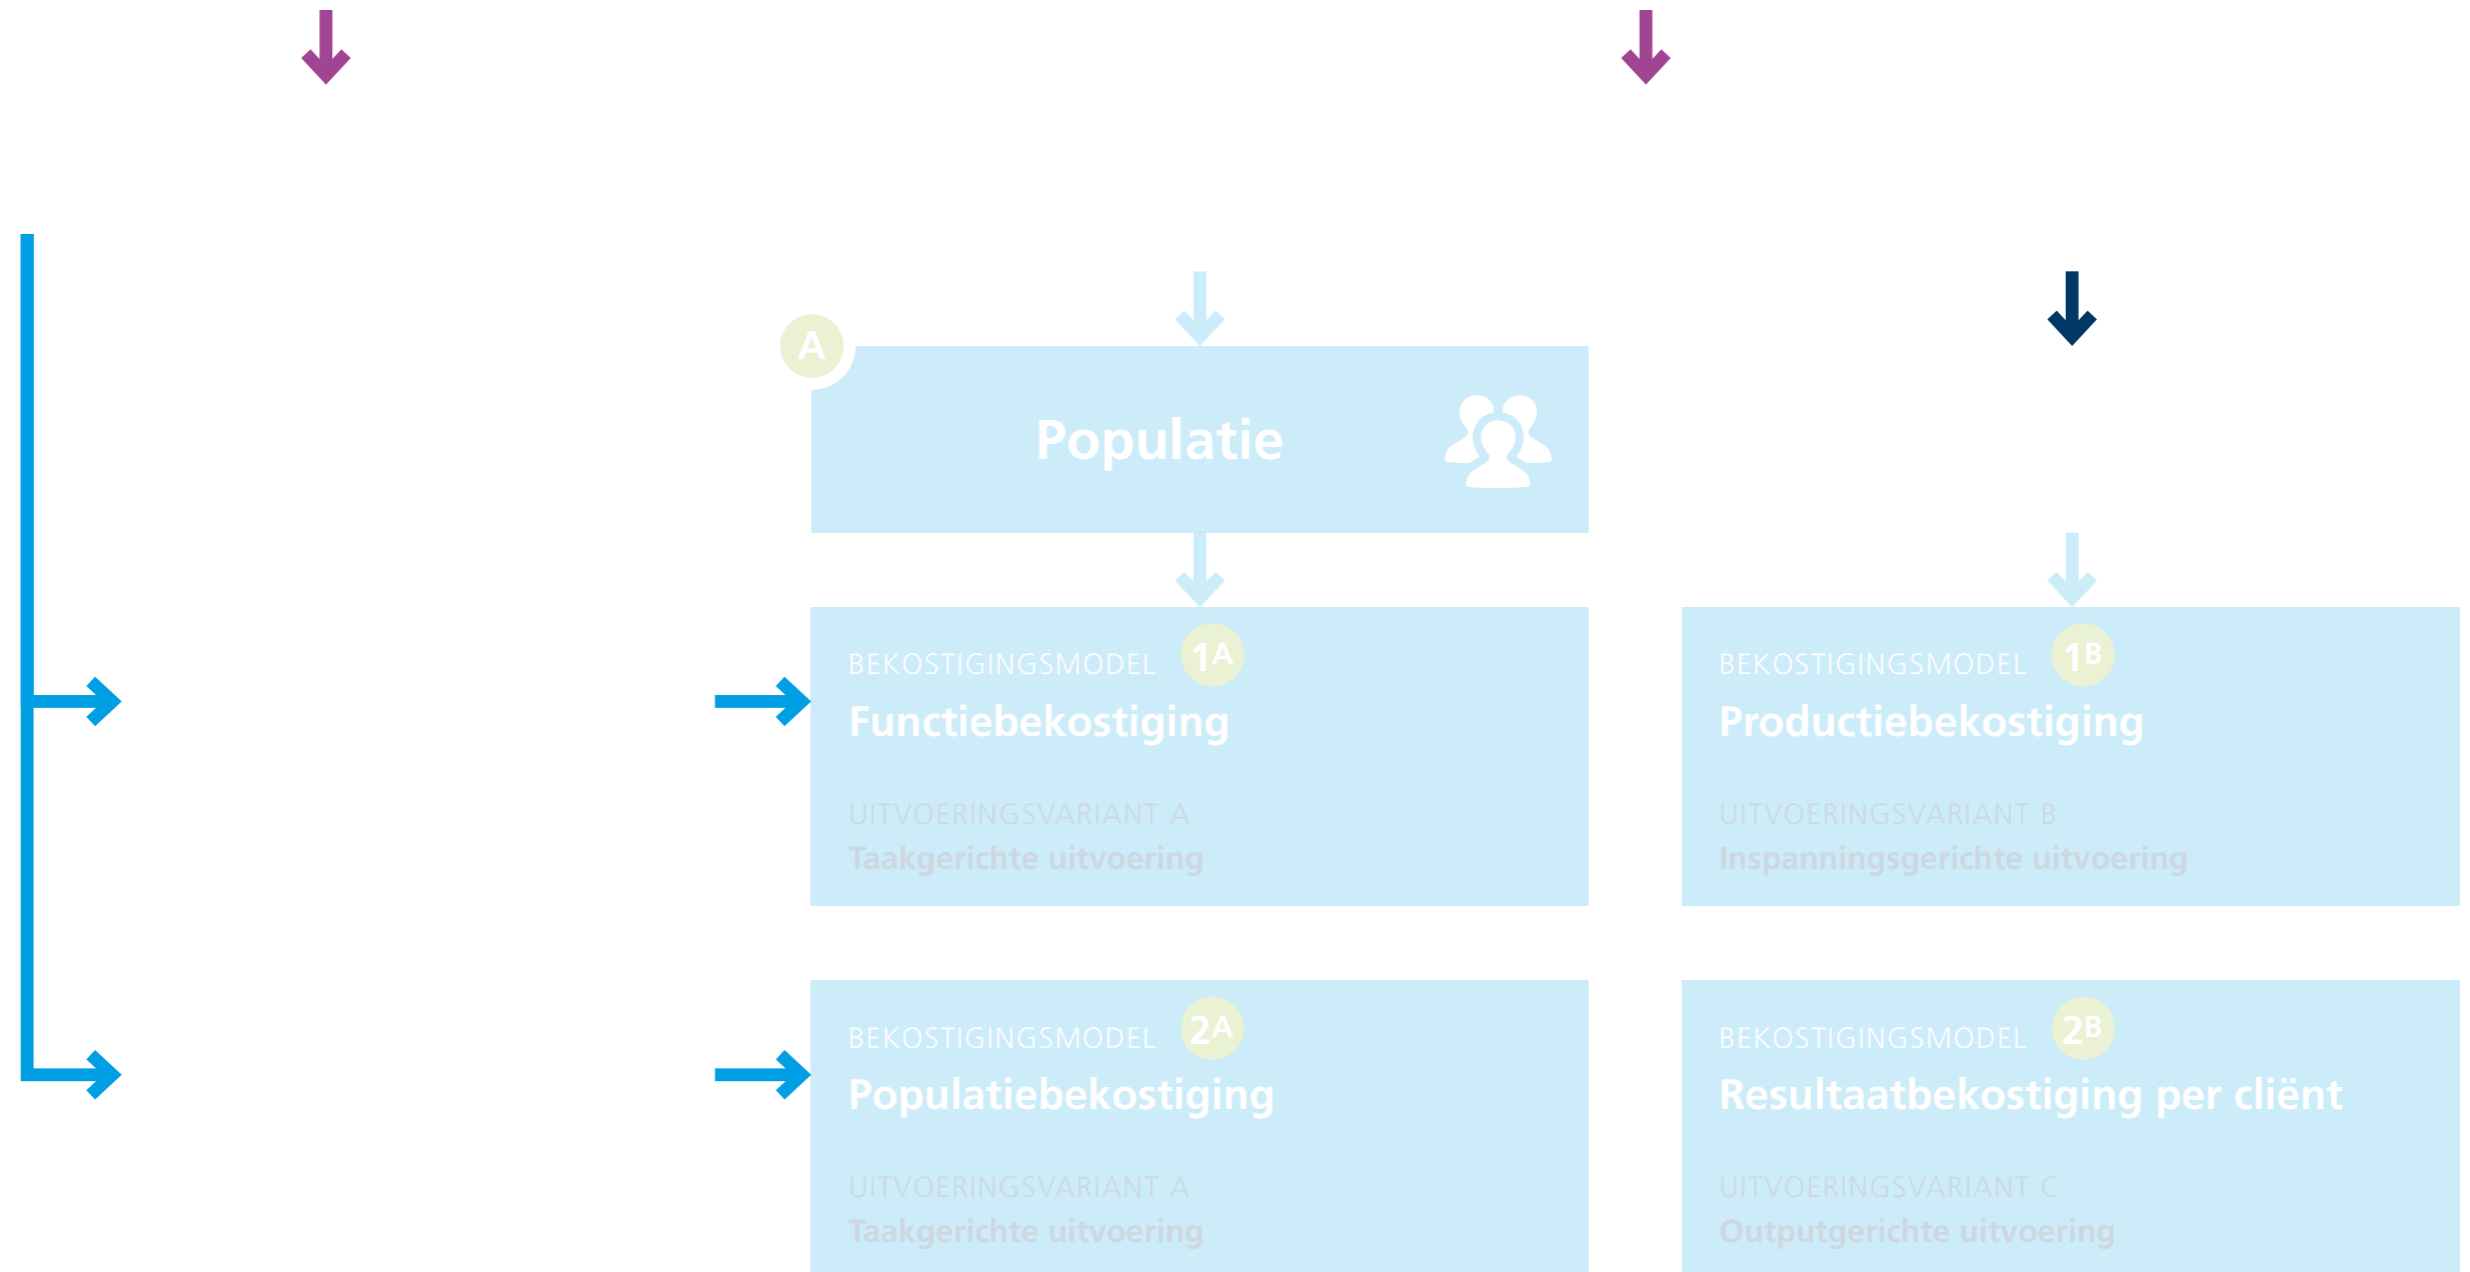 A
Populatie
BEKOSTIGINGSMODEL 1A
Functiebekostiging
UITVOERINGSVARIANT A
Taakgerichte uitvoering
BEKOSTIGINGSMODEL 1B
Productiebekostiging
UITVOERINGSVARIANT B
Inspanningsgerichte uitvoering
BEKOSTIGINGSMODEL 2A
Populatiebekostiging
UITVOERINGSVARIANT A
Taakgerichte uitvoering
BEKOSTIGINGSMODEL 2B
Resultaatbekostiging per cliënt
UITVOERINGSVARIANT C
Outputgerichte uitvoering